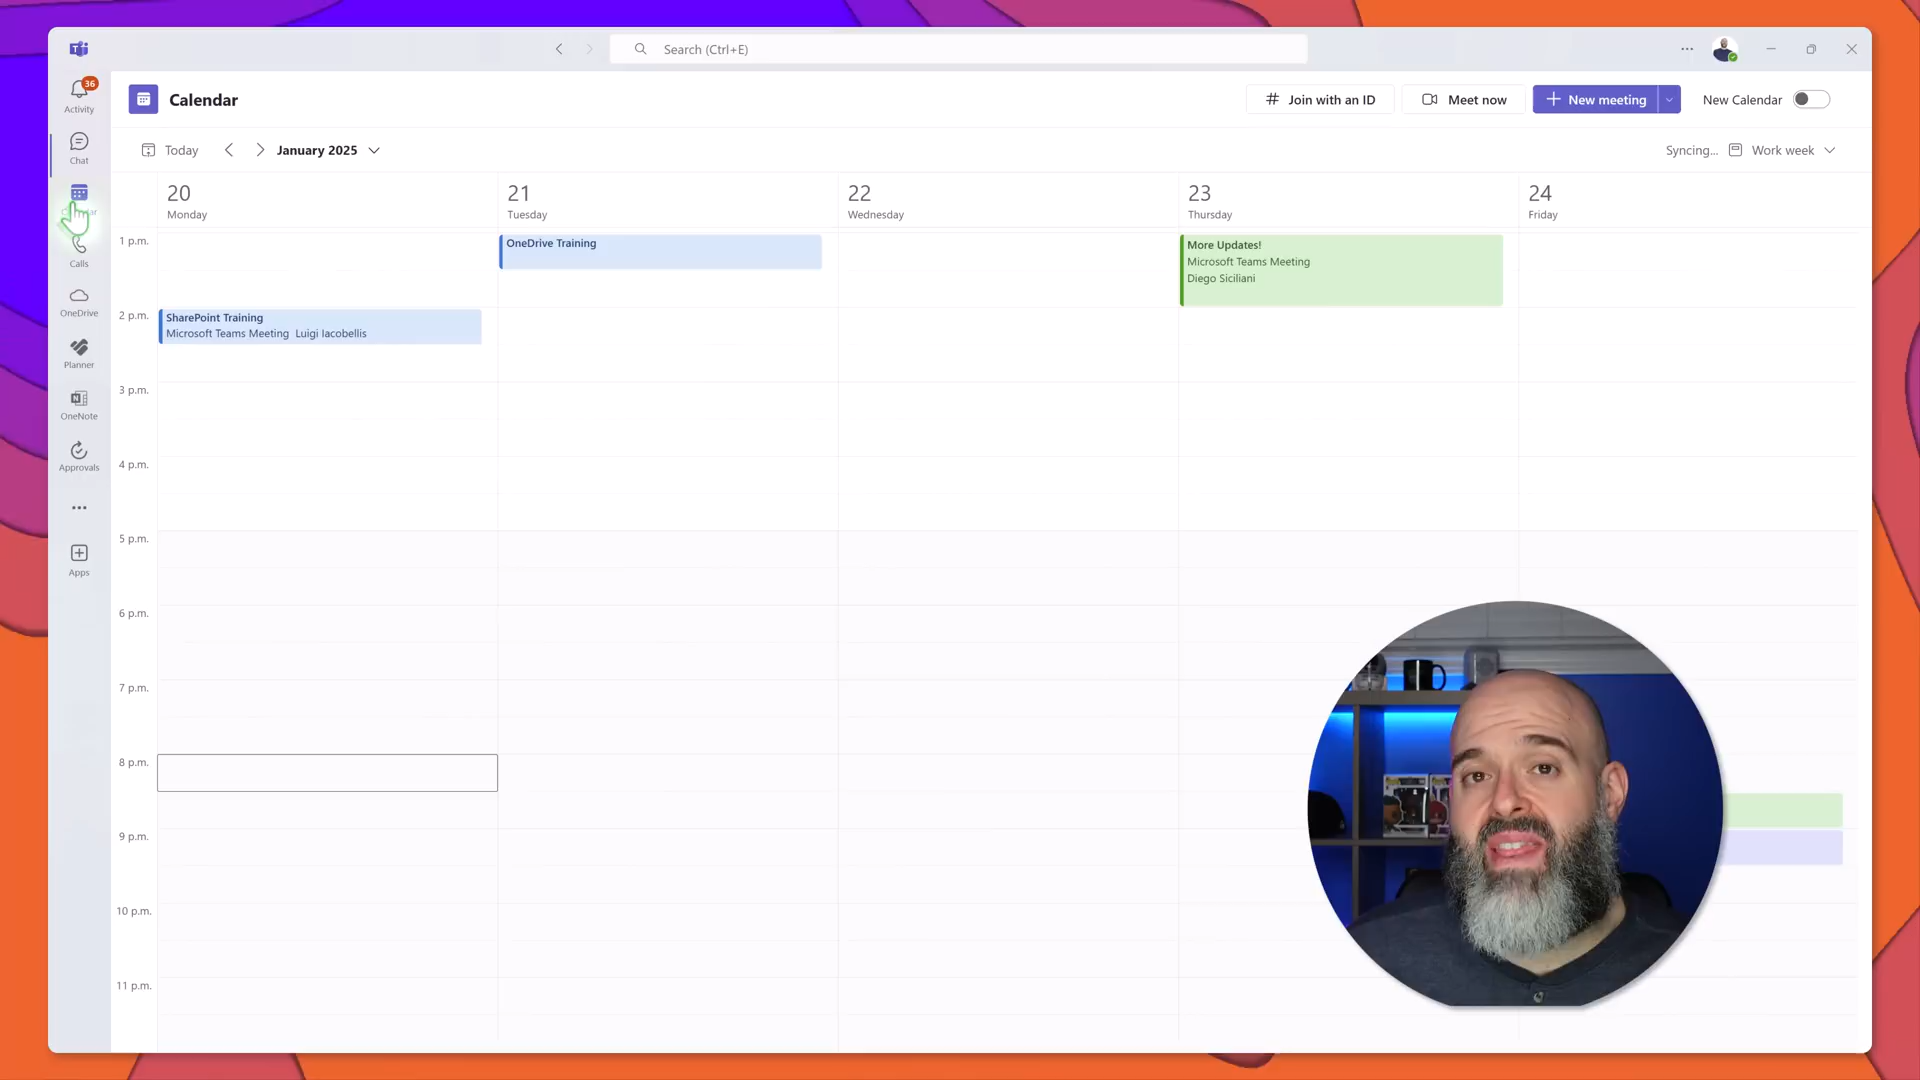 Search (Ctrl+E)
36
Activity
Chat
Calls
OneDrive
Planner
OneNote
Approvals
Apps
Calendar
Join with an ID
Meet now
New meeting
New Calendar
Today
January 2025
Syncing...
Work week
20
Monday
21
Tuesday
22
Wednesday
23
Thursday
24
Friday
1 p.m.
2 p.m.
3 p.m.
4 p.m.
5 p.m.
6 p.m.
7 p.m.
8 p.m.
9 p.m.
10 p.m.
11 p.m.
OneDrive Training
More Updates!
Microsoft Teams Meeting
Diego Siciliani
SharePoint Training
Microsoft Teams Meeting Luigi Iacobellis